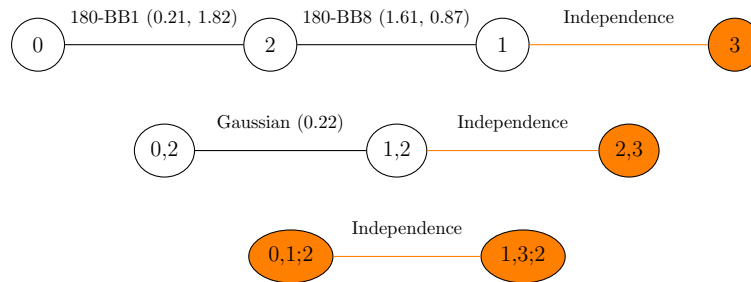 180-BB1 (0.21, 1.82) 180-BB8 (1.61, 0.87) Independence
0 2 1 3
Gaussian (0.22) Independence
0,2 1,2 2,3
Independence
0,1;2 1,3;2